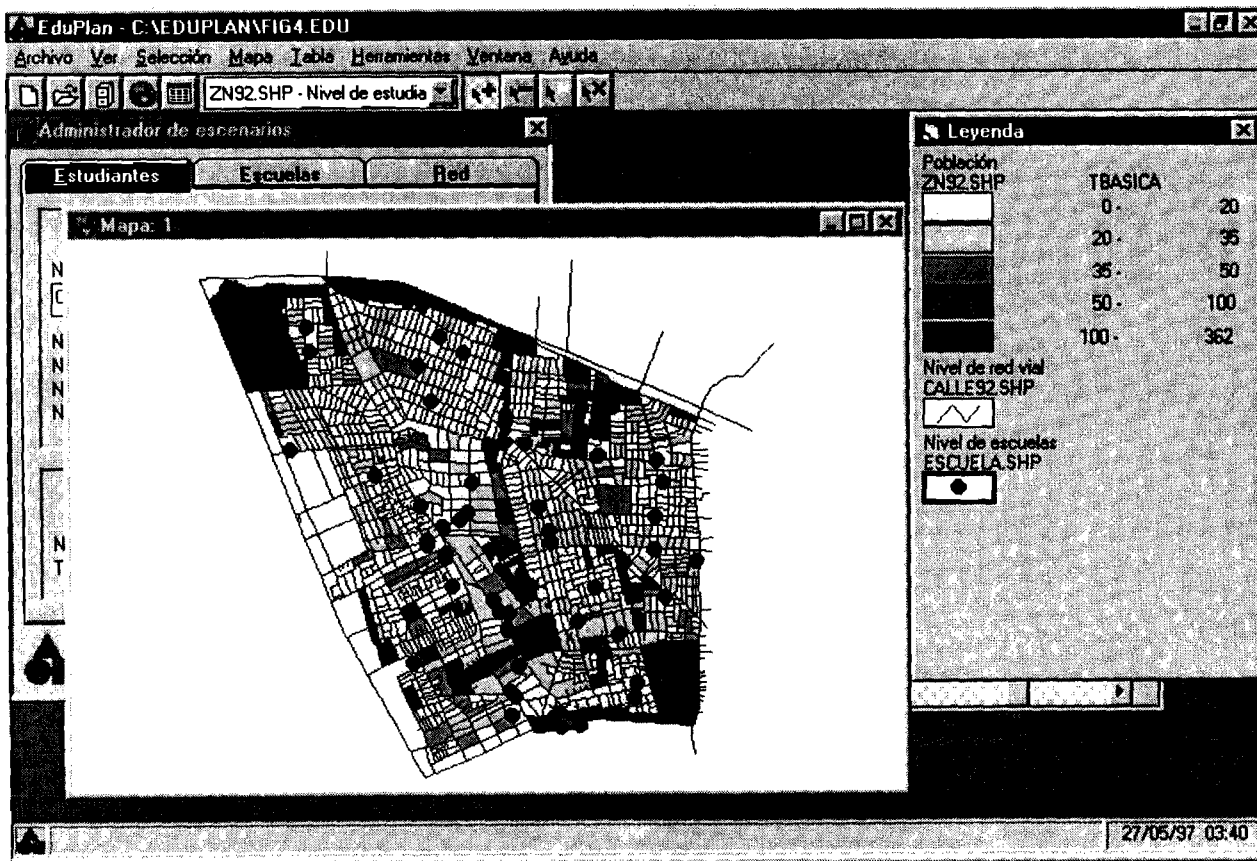 EduPlan - C:\EDUPLAN\FIG4.EDU
Archivo Ver Selección Mapa Tabla Herramientas Ventana Ayuda
ZN92.SHP - Nivel de estudia
Administrador de escenarios
Estudiantes Escuelas Red
N
C
N
N
N
N
N
T
Mapa: 1
Leyenda
Población
ZN92.SHP TBASICA
0 - 20
20 - 35
35 - 50
50 - 100
100 - 362
Nivel de red vial
CALLE92.SHP
Nivel de escuelas
ESCUELA.SHP
27/05/97 03:40